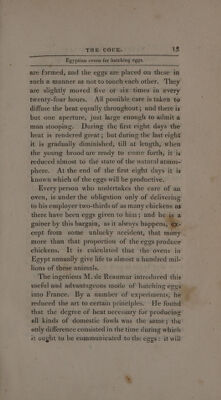 THE COCK. 13
Egyptian ovens for hatching eggs.
are formed, and the eggs are placed on these in
such a manner as not to touch each other. They
are slightly moved five or six times in every
twenty-four hours. All possible care is taken to
diffuse the heat equally throughout; and there is
but one aperture, just large enough to admit a
man stooping. During the first eight days the
heat is rendered great; but during the last eight
it is gradually diminished, till at length, when
the young brood are ready to come forth, it is
reduced almost to the state of the natural atmos-
phere. At the end of the first eight days it is
known which of the eggs will be productive.
Every person who undertakes the care of an
oven, is under the obligation only of delivering
to his employer two-thirds of as many chickens as
there have been eggs given to him; and he is a
gainer by this bargain, as it always happens, ex-
cept from some unlucky accident, that many
more than that proportion of the eggs produce
chickens. It is calculated that the ovens in
Egypt annually give life to almost a hundred mil-
lions of these animals.
The ingenious M. de Reaumur introduced this
useful and advantageous mode of hatching eggs
into France. By a number of experiments, he
reduced the art to certain principles. He found
that the degree of heat necessary for producing
all kinds of domestic fowls was the same; the
only difference consisted in the time during which
it ought to be communicated to the eggs: it will